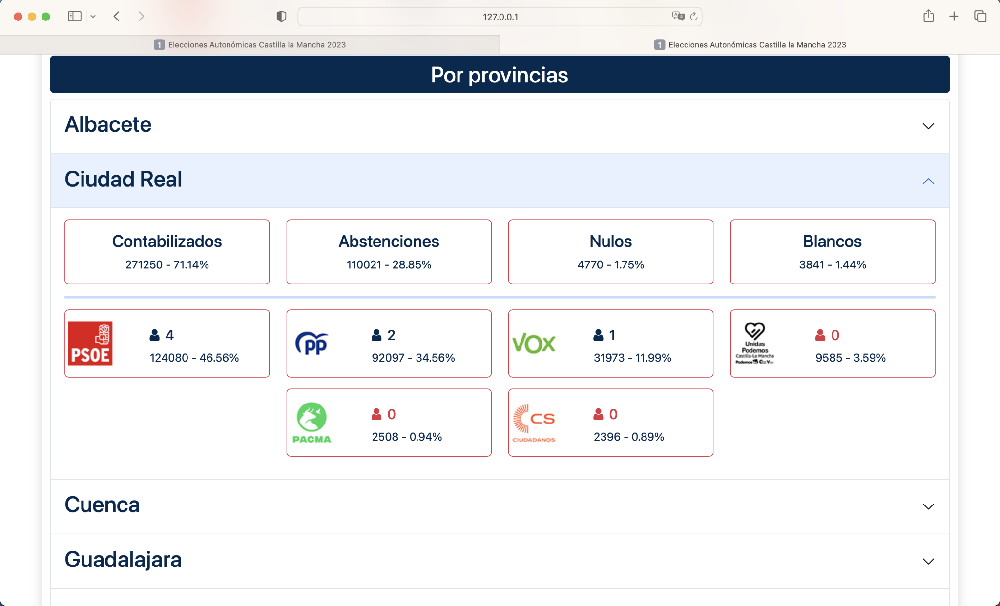 127.0.0.1
1 Elecciones Autonómicas Castilla la Mancha 2023
1 Elecciones Autonómicas Castilla la Mancha 2023
Por provincias
Albacete
Ciudad Real
Contabilizados
271250 - 71.14%
Abstenciones
110021 - 28.85%
Nulos
4770 - 1.75%
Blancos
3841 - 1.44%
PSOE
4
124080 - 46.56%
pp
2
92097 - 34.56%
VOX
1
31973 - 11.99%
Unidas
Podemos
Castilla-La Mancha
Podemos
0
9585 - 3.59%
PACMA
0
2508 - 0.94%
CS
CIUDADANOS
0
2396 - 0.89%
Cuenca
Guadalajara